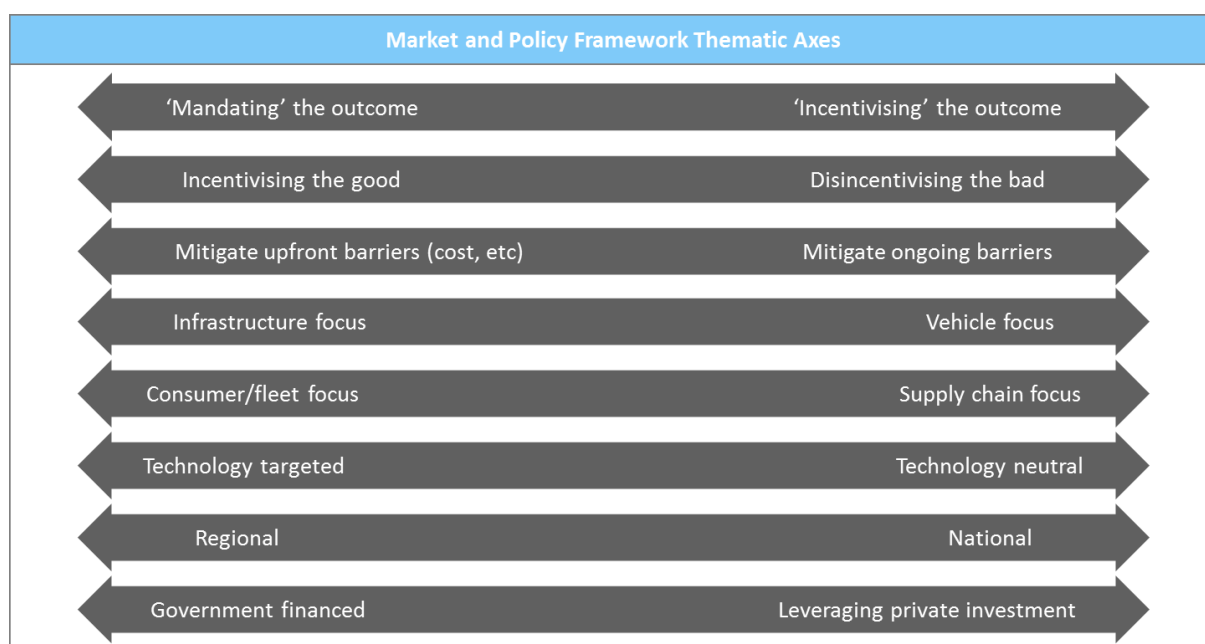 Market and Policy Framework Thematic Axes
‘Mandating’ the outcome ‘Incentivising’ the outcome
Incentivising the good Disincentivising the bad
Mitigate upfront barriers (cost, etc) Mitigate ongoing barriers
Infrastructure focus Vehicle focus
Consumer/fleet focus Supply chain focus
Technology targeted Technology neutral
Regional National
Government financed Leveraging private investment